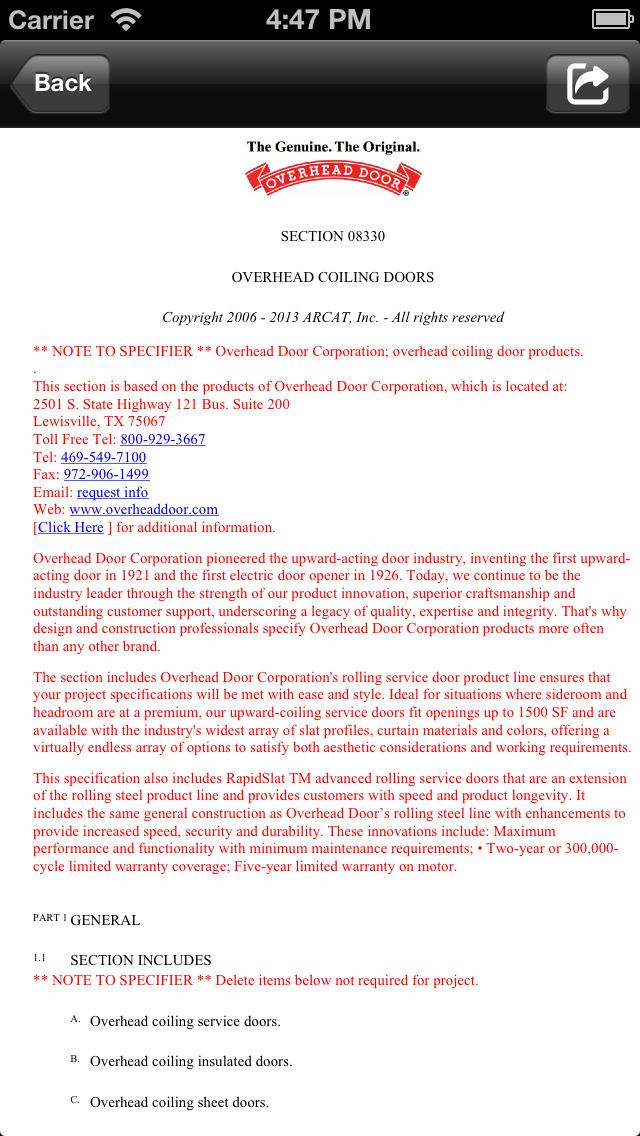 Carrier 4:47 PM
Back
The Genuine. The Original.
OVERHEAD DOOR®
SECTION 08330
OVERHEAD COILING DOORS
Copyright 2006 - 2013 ARCAT, Inc. - All rights reserved
** NOTE TO SPECIFIER ** Overhead Door Corporation; overhead coiling door products.
.
This section is based on the products of Overhead Door Corporation, which is located at:
2501 S. State Highway 121 Bus. Suite 200
Lewisville, TX 75067
Toll Free Tel: 800-929-3667
Tel: 469-549-7100
Fax: 972-906-1499
Email: request info
Web: www.overheaddoor.com
[Click Here ] for additional information.
Overhead Door Corporation pioneered the upward-acting door industry, inventing the first upward-
acting door in 1921 and the first electric door opener in 1926. Today, we continue to be the
industry leader through the strength of our product innovation, superior craftsmanship and
outstanding customer support, underscoring a legacy of quality, expertise and integrity. That's why
design and construction professionals specify Overhead Door Corporation products more often
than any other brand.
The section includes Overhead Door Corporation's rolling service door product line ensures that
your project specifications will be met with ease and style. Ideal for situations where sideroom and
headroom are at a premium, our upward-coiling service doors fit openings up to 1500 SF and are
available with the industry's widest array of slat profiles, curtain materials and colors, offering a
virtually endless array of options to satisfy both aesthetic considerations and working requirements.
This specification also includes RapidSlat TM advanced rolling service doors that are an extension
of the rolling steel product line and provides customers with speed and product longevity. It
includes the same general construction as Overhead Door’s rolling steel line with enhancements to
provide increased speed, security and durability. These innovations include: Maximum
performance and functionality with minimum maintenance requirements; • Two-year or 300,000-
cycle limited warranty coverage; Five-year limited warranty on motor.
PART 1 GENERAL
1.1 SECTION INCLUDES
** NOTE TO SPECIFIER ** Delete items below not required for project.
A. Overhead coiling service doors.
B. Overhead coiling insulated doors.
C. Overhead coiling sheet doors.